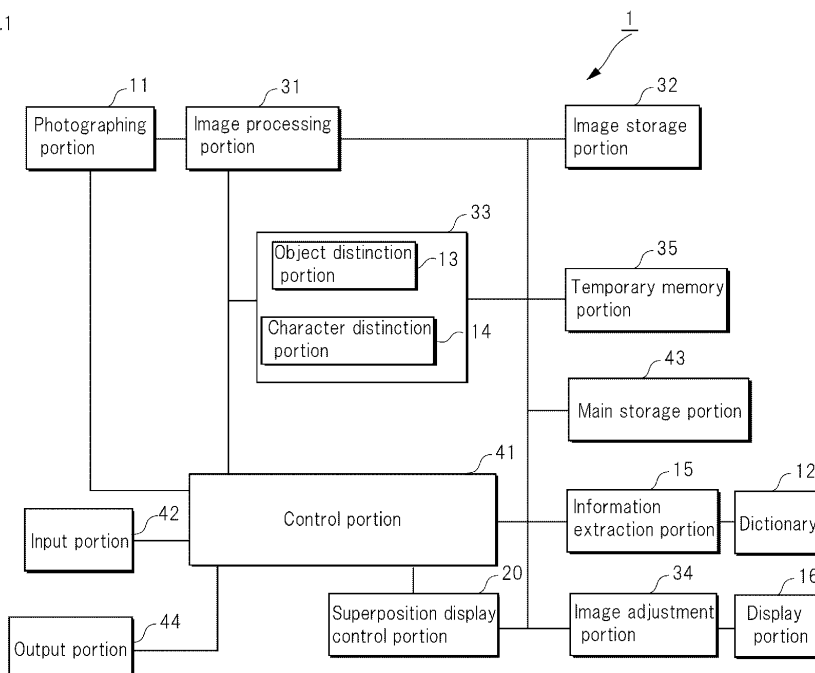 .1
1
11
31
32
Photographing
portion
Image processing
portion
Image storage
portion
33
Object distinction
portion
13
35
Temporary memory
portion
Character distinction
portion
14
43
Main storage portion
41
15
12
42
Control portion
Information
extraction portion
Dictionary
Input portion
20
34
16
44
Superposition display
control portion
Image adjustment
portion
Display
portion
Output portion